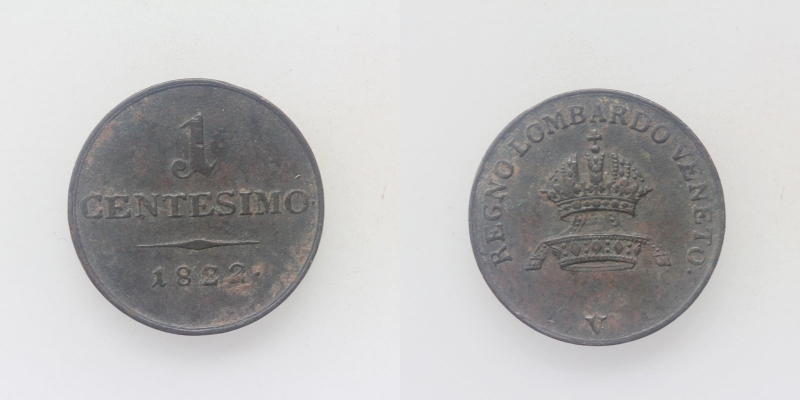 1
CENTESIMO
1822.
REGNO LOMBARDO VENETO.
V